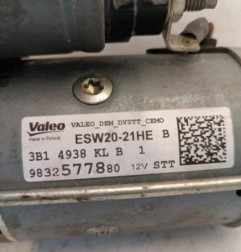 Valeo VALEO_DEM_DVSTT_CEMO
made in Poland
ESW20-21HE B
3B1 4938 KL B 1
9832577880 12V STT